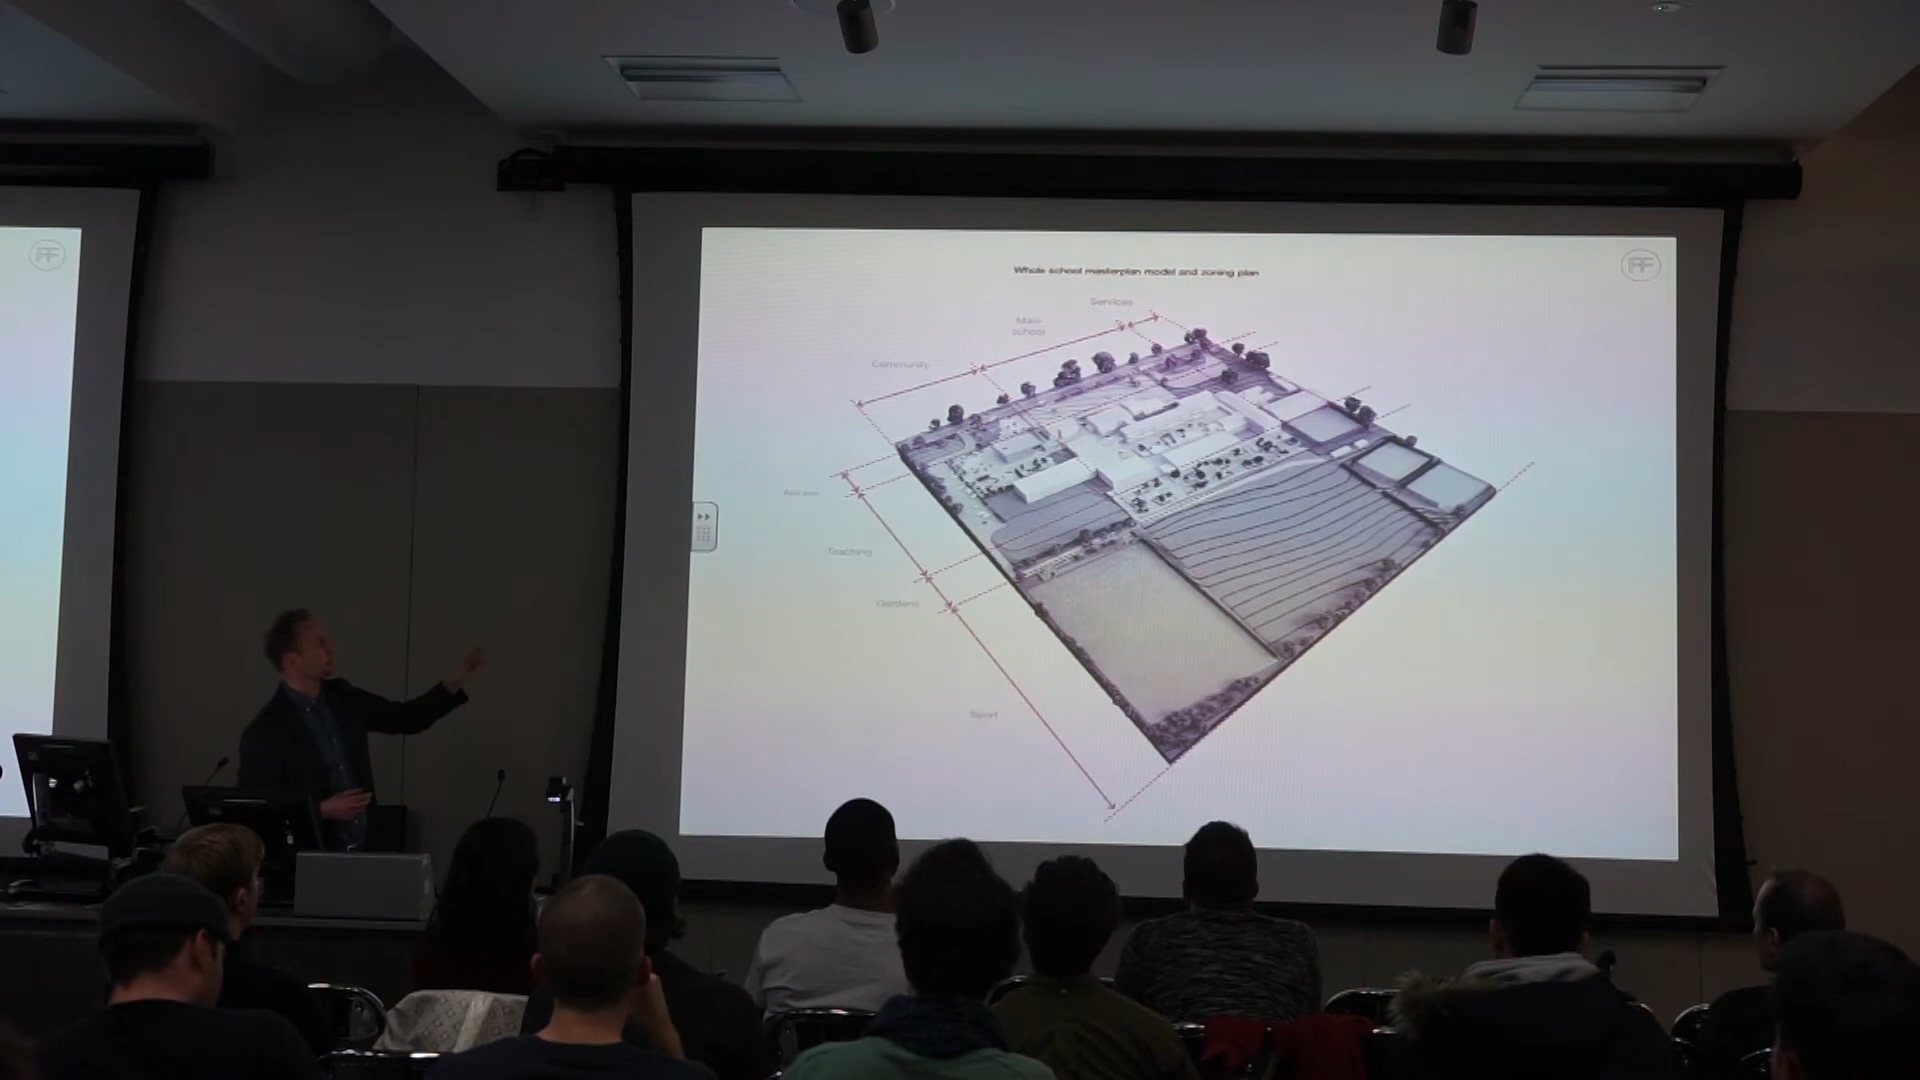 Whole school masterplan model and zoning plan
Services
Main
school
Community
Teaching
Gardens
Sport